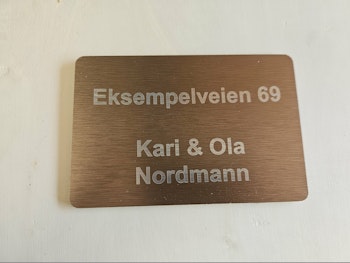 Eksempelveien 69
Kari & Ola
Nordmann